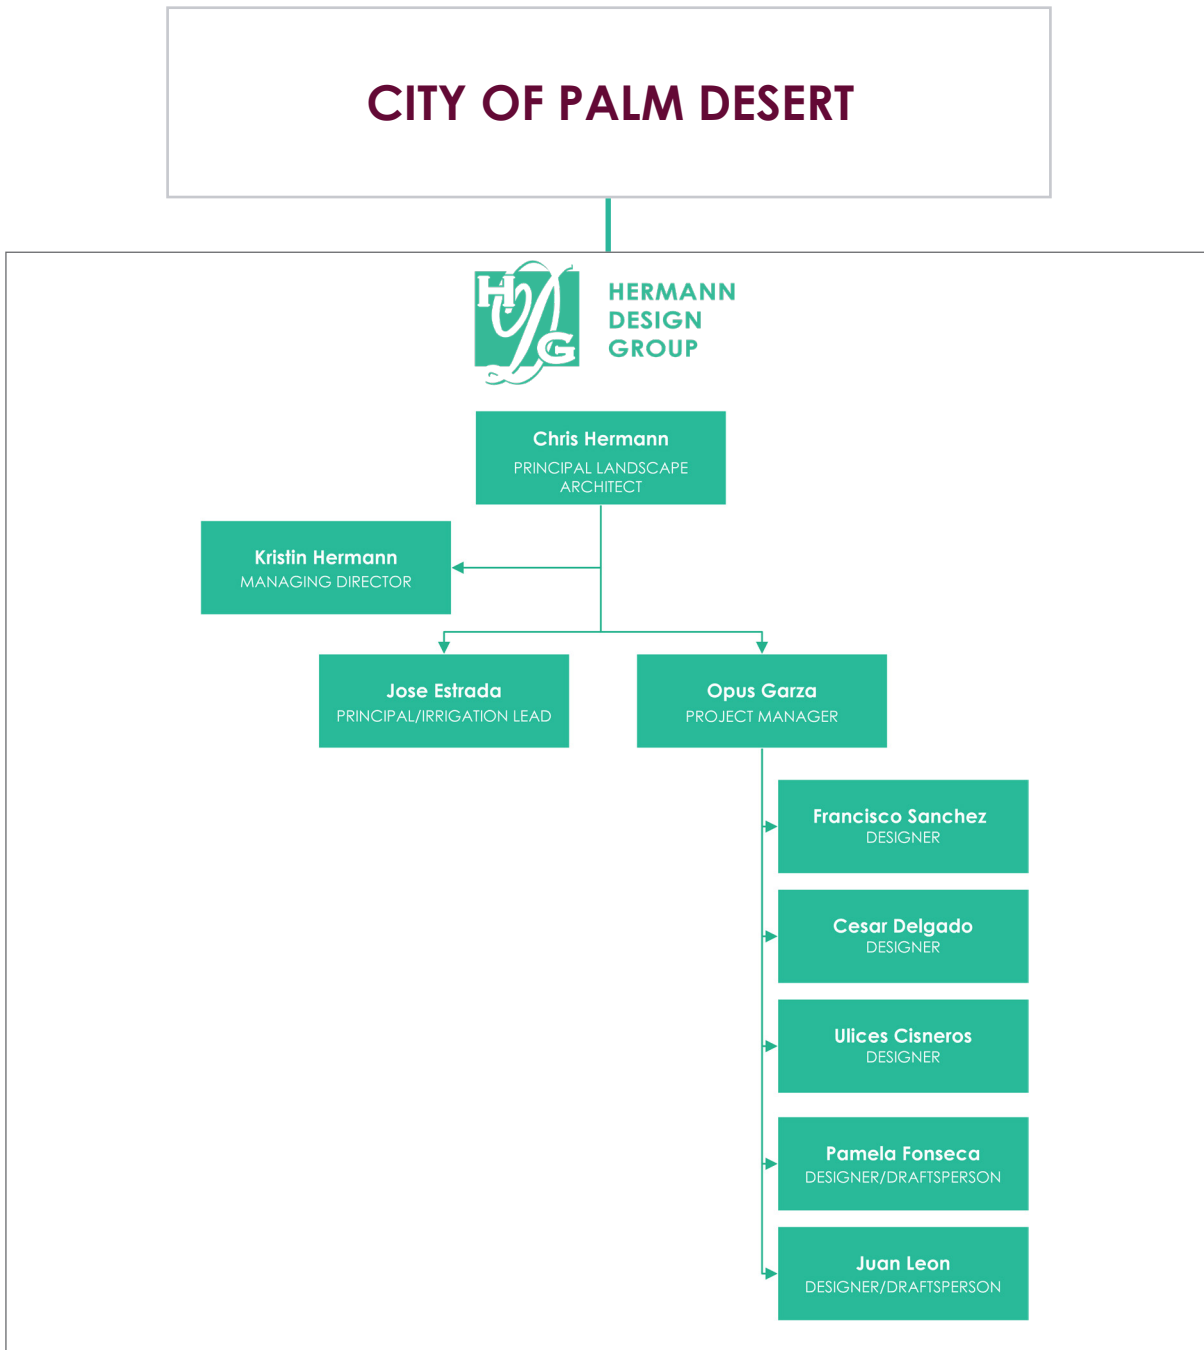 CITY OF PALM DESERT
HDG
HERMANN
DESIGN
GROUP
Chris Hermann
PRINCIPAL LANDSCAPE
ARCHITECT
Kristin Hermann
MANAGING DIRECTOR
Jose Estrada
PRINCIPAL/IRRIGATION LEAD
Opus Garza
PROJECT MANAGER
Francisco Sanchez
DESIGNER
Cesar Delgado
DESIGNER
Ulices Cisneros
DESIGNER
Pamela Fonseca
DESIGNER/DRAFTSPERSON
Juan Leon
DESIGNER/DRAFTSPERSON